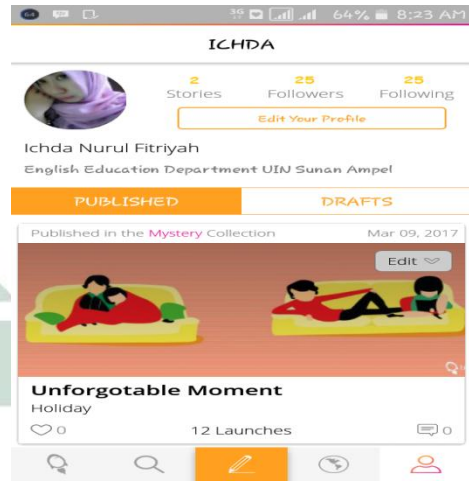 64 3G 64% 8:23 AM
ICHDA
2 25 25
Stories Followers Following
Edit Your Profile
Ichda Nurul Fitriyah
English Education Department UIN Sunan Ampel
PUBLISHED DRAFTS
Published in the Mystery Collection Mar 09, 2017
Edit
Unforgotable Moment
Holiday
0 12 Launches 0